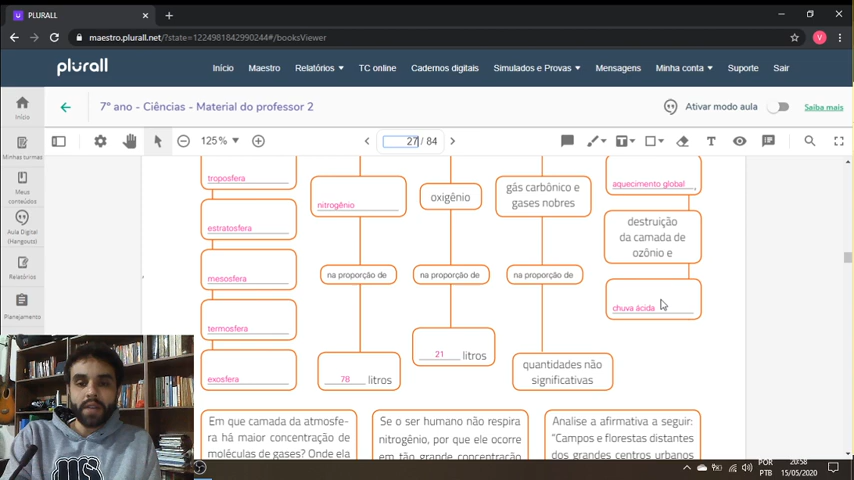 PLURALL
maestro.plurall.net/?state=1224981842990244#/booksViewer
V
plurall
Início
Maestro
Relatórios
TC online
Cadernos digitais
Simulados e Provas
Mensagens
Minha conta
Suporte
Sair
Início
7º ano - Ciências - Material do professor 2
Ativar modo aula
Saiba mais
Minhas turmas
125%
27 / 84
Meus
conteúdos
Aula Digital
(Hangouts)
Relatórios
Planejamento
troposfera
estratosfera
mesosfera
termosfera
exosfera
nitrogênio
na proporção de
78 litros
oxigênio
na proporção de
21 litros
gás carbônico e
gases nobres
na proporção de
quantidades não
significativas
aquecimento global,
destruição
da camada de
ozônio e
chuva ácida
Em que camada da atmosfe-
ra há maior concentração de
moléculas de gases? Onde ela
Se o ser humano não respira
nitrogênio, por que ele ocorre
em tão grande concentração
Analise a afirmativa a seguir:
“Campos e florestas distantes
dos grandes centros urbanos
POR
PTB
20:58
15/05/2020